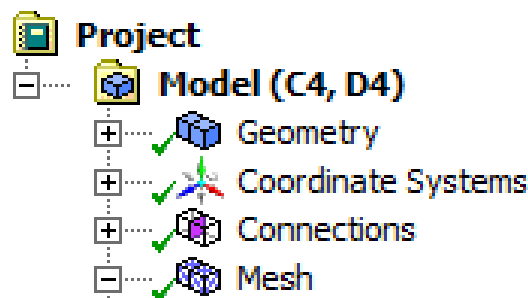 Project
Model (C4, D4)
Geometry
Coordinate Systems
Connections
Mesh